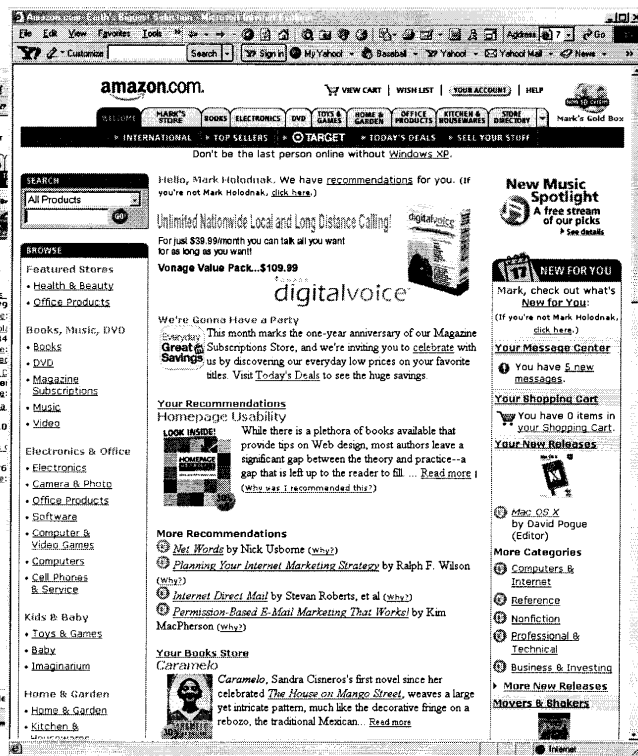 Amazon.com--Earth's Biggest Selection - Microsoft Internet Explorer
File Edit View Favorites Tools
Address 7 Go
Customize Search Sign in My Yahoo! Baseball Yahoo! Yahoo! Mail News
amazon.com.
VIEW CART | WISH LIST | YOUR ACCOUNT | HELP
Mark's Gold Box
WELCOME MARK'S STORE BOOKS ELECTRONICS DVD TOYS & GAMES HOME & GARDEN OFFICE PRODUCTS KITCHEN & HOUSEWARES STORE DIRECTORY
INTERNATIONAL TOP SELLERS TARGET TODAY'S DEALS SELL YOUR STUFF
Don't be the last person online without Windows XP.
SEARCH
All Products
GO!
BROWSE
Featured Stores
• Health & Beauty
• Office Products
Books, Music, DVD
• Books
• DVD
• Magazine
Subscriptions
• Music
• Video
Electronics & Office
• Electronics
• Camera & Photo
• Office Products
• Software
• Computer &
Video Games
• Computers
• Cell Phones
& Service
Kids & Baby
• Toys & Games
• Baby
• Imaginarium
Home & Garden
• Home & Garden
• Kitchen &
Housewares
Hello, Mark Holodnak. We have recommendations for you. (If
you're not Mark Holodnak, click here.)
Unlimited Nationwide Local and Long Distance Calling!
For just $39.99/month you can talk all you want
for as long as you want!
Vonage Value Pack...$109.99
digitalvoice
digitalvoice
We're Gonna Have a Party
Everyday
Great
Savings
This month marks the one-year anniversary of our Magazine
Subscriptions Store, and we're inviting you to celebrate with
us by discovering our everyday low prices on your favorite
titles. Visit Today's Deals to see the huge savings.
Your Recommendations
Homepage Usability
LOOK INSIDE!
HOMEPAGE
While there is a plethora of books available that
provide tips on Web design, most authors leave a
significant gap between the theory and practice--a
gap that is left up to the reader to fill. ... Read more |
(Why was I recommended this?)
More Recommendations
Net Words by Nick Usborne (Why?)
Planning Your Internet Marketing Strategy by Ralph F. Wilson
(Why?)
Internet Direct Mail by Stevan Roberts, et al (Why?)
Permission-Based E-Mail Marketing That Works! by Kim
MacPherson (Why?)
Your Books Store
Caramelo
Caramelo, Sandra Cisneros's first novel since her
celebrated The House on Mango Street, weaves a large
yet intricate pattern, much like the decorative fringe on a
rebozo, the traditional Mexican... Read more
New Music
Spotlight
A free stream
of our picks
See details
17 NEW FOR YOU
Mark, check out what's
New for You:
(If you're not Mark Holodnak,
click here.)
Your Message Center
You have 5 new
messages.
Your Shopping Cart
You have 0 items in
your Shopping Cart.
Your New Releases
Mac OS X
by David Pogue
(Editor)
More Categories
Computers &
Internet
Reference
Nonfiction
Professional &
Technical
Business & Investing
More New Releases
Movers & Shakers
Internet